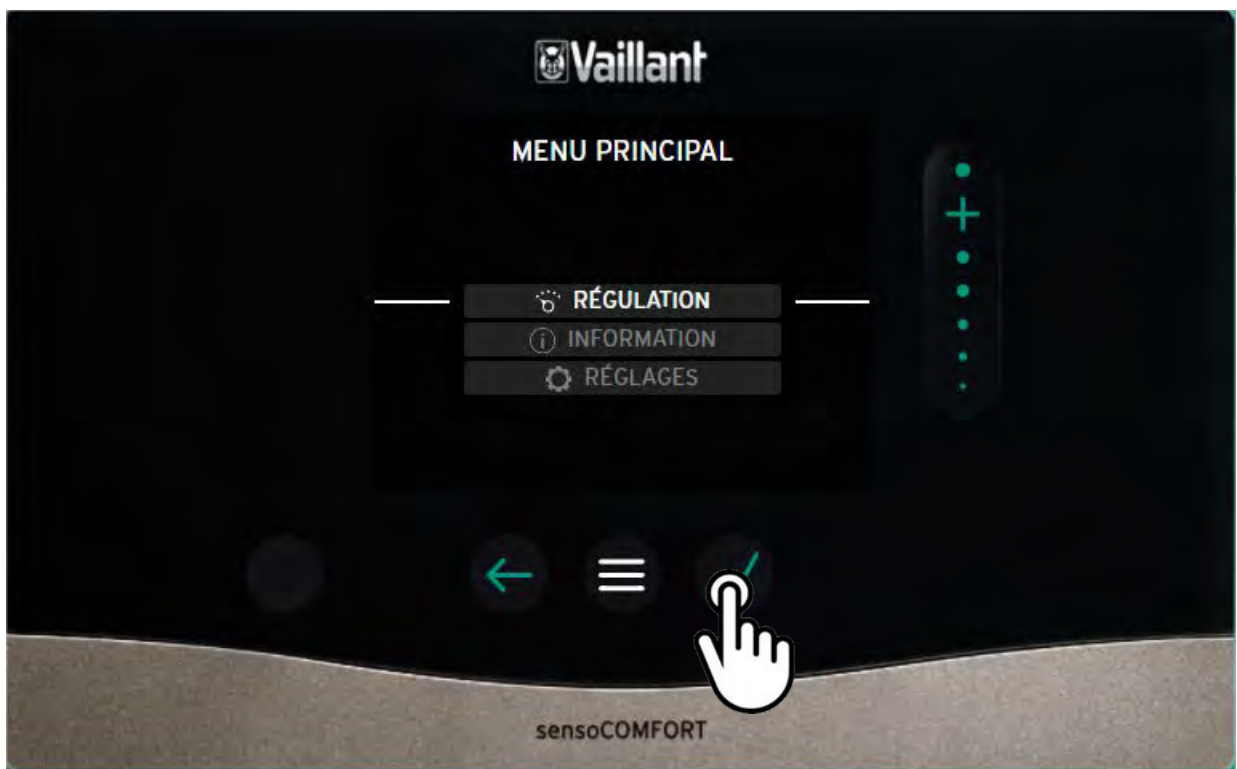 Vaillant
MENU PRINCIPAL
RÉGULATION
INFORMATION
RÉGLAGES
sensoCOMFORT